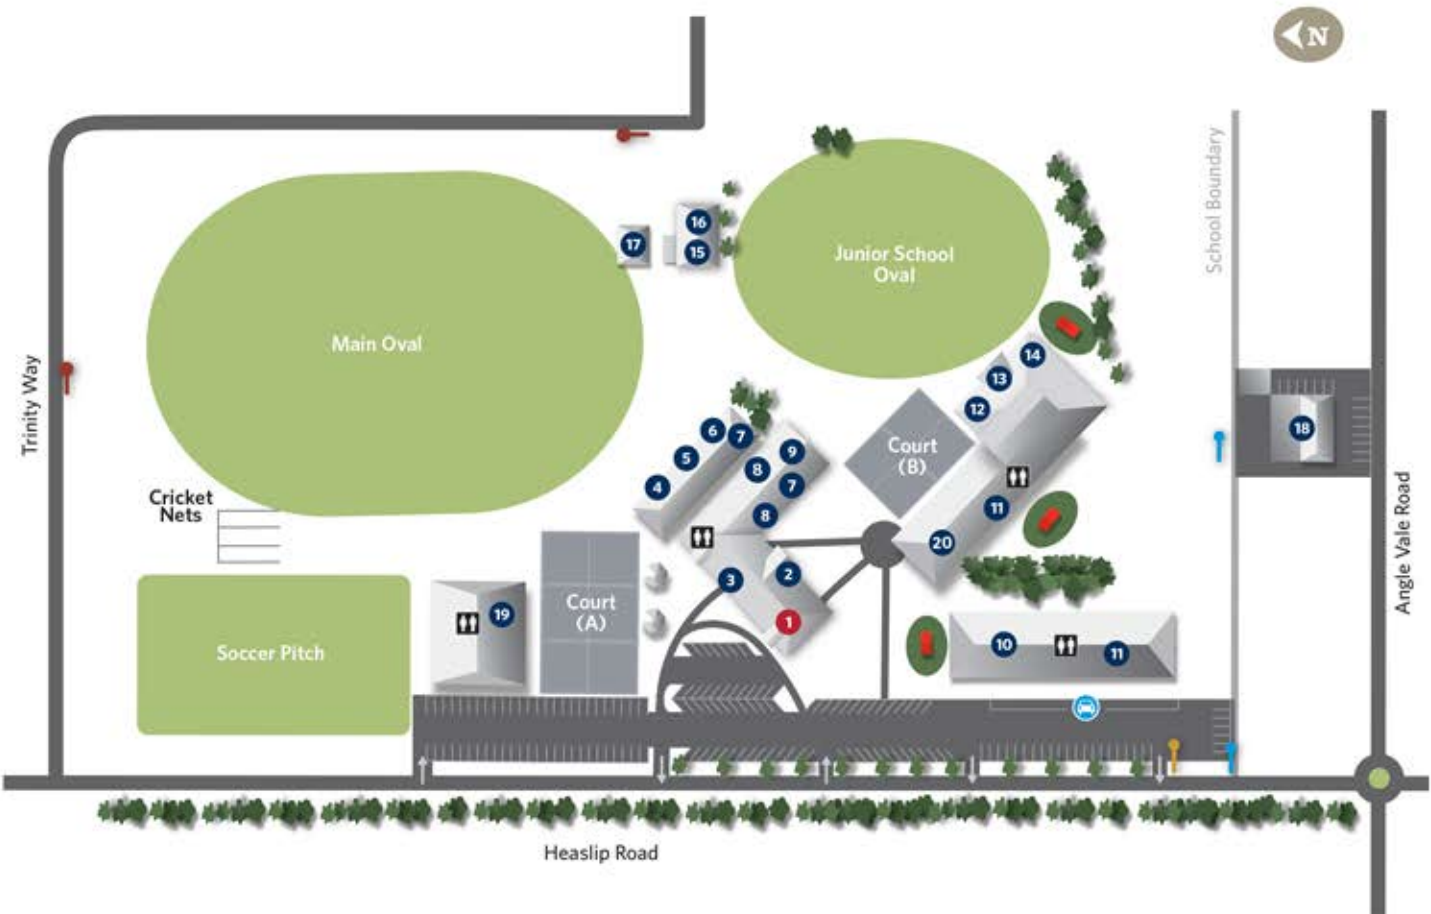 N
School Boundary
16
17
15
Junior School
Oval
Main Oval
14
13
12
Trinity Way
6
7
Court
(B)
18
5
9
8
4
7
Cricket
Nets
11
8
20
Angle Vale Road
3
2
19
Court
(A)
1
Soccer Pitch
10
11
Heaslip Road